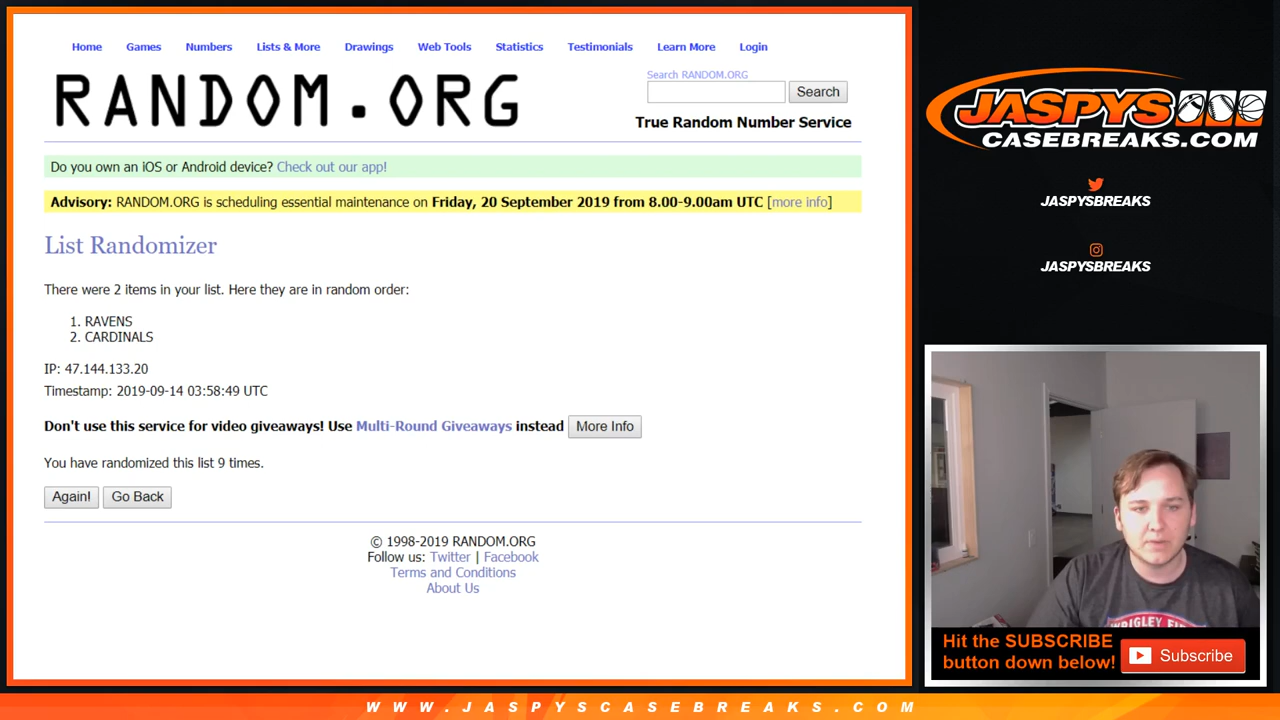 Home Games Numbers Lists & More Drawings Web Tools Statistics Testimonials Learn More Login
RANDOM.ORG
Search RANDOM.ORG
Search
True Random Number Service
Do you own an iOS or Android device? Check out our app!
Advisory: RANDOM.ORG is scheduling essential maintenance on Friday, 20 September 2019 from 8.00-9.00am UTC [more info]
List Randomizer
There were 2 items in your list. Here they are in random order:
1. RAVENS
2. CARDINALS
IP: 47.144.133.20
Timestamp: 2019-09-14 03:58:49 UTC
Don't use this service for video giveaways! Use Multi-Round Giveaways instead More Info
You have randomized this list 9 times.
Again! Go Back
© 1998-2019 RANDOM.ORG
Follow us: Twitter | Facebook
Terms and Conditions
About Us
JASPYS
CASEBREAKS.COM
JASPYSBREAKS
JASPYSBREAKS
WRIGLEY
Hit the SUBSCRIBE
button down below!
Subscribe
WWW.JASPYSCASEBREAKS.COM